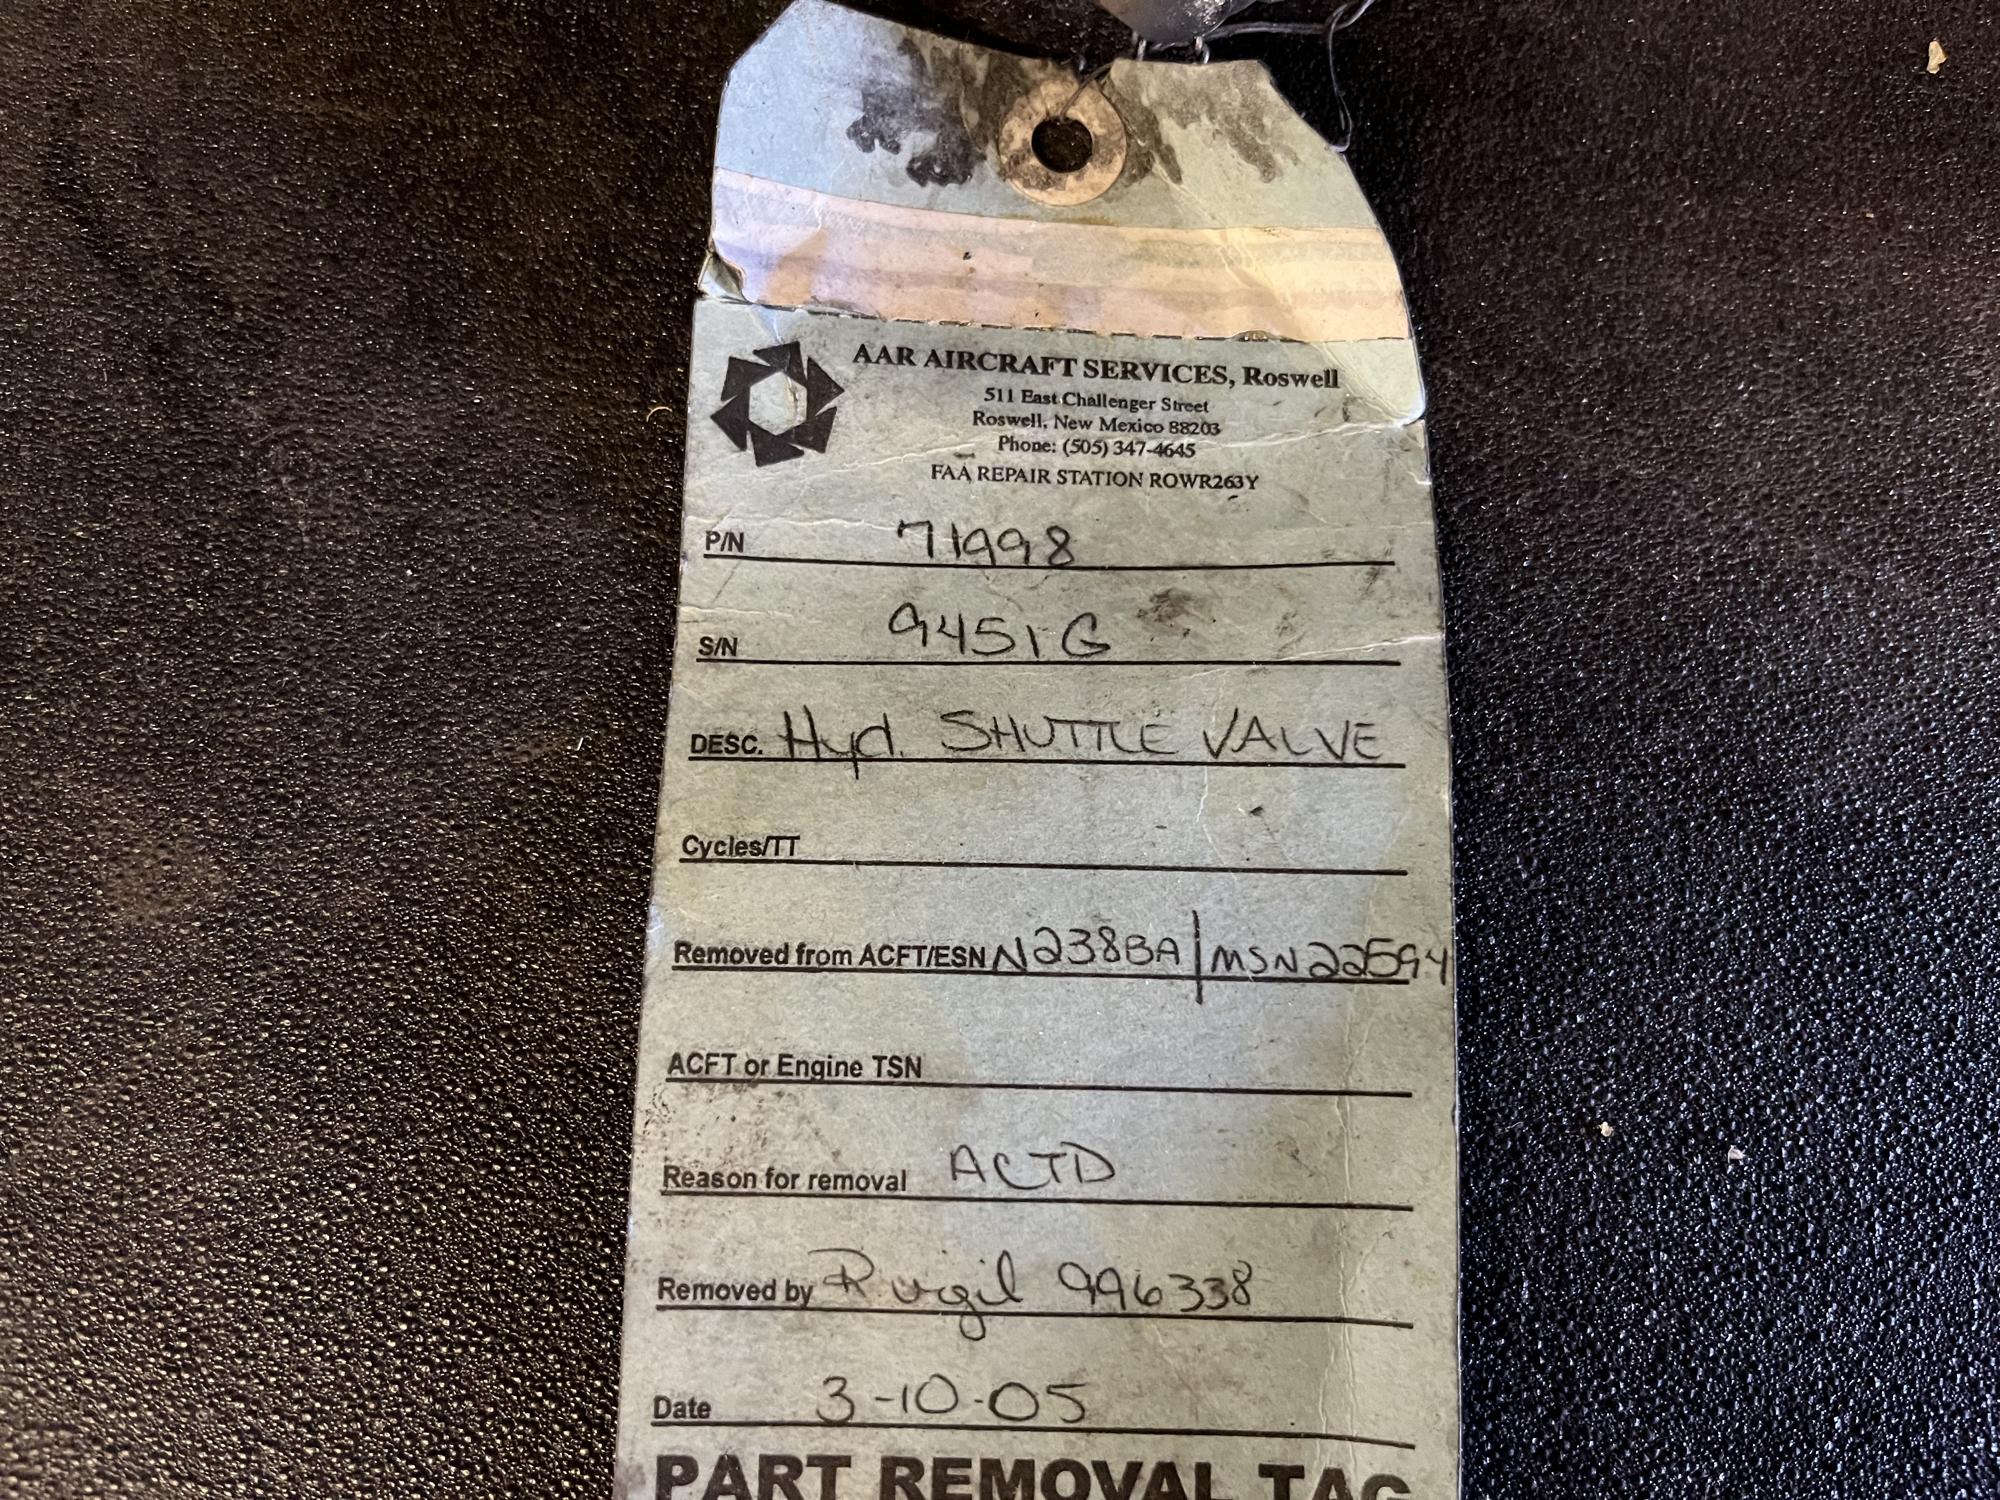 AAR AIRCRAFT SERVICES, Roswell
511 East Challenger Street
Roswell, New Mexico 88203
Phone: (505) 347-4645
FAA REPAIR STATION ROWR263Y
P/N 71998
S/N 9451G
DESC. Hyd. SHUTTLE VALVE
Cycles/TT
Removed from ACFT/ESN N238BA | MSN 22594
ACFT or Engine TSN
Reason for removal ACTD
Removed by 996338
Date 3-10-05
PART REMOVAL TAG